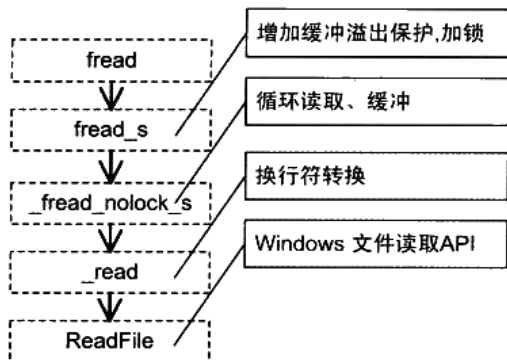 fread
增加缓冲溢出保护,加锁
fread_s
循环读取、缓冲
_fread_nolock_s
换行符转换
_read
Windows 文件读取API
ReadFile